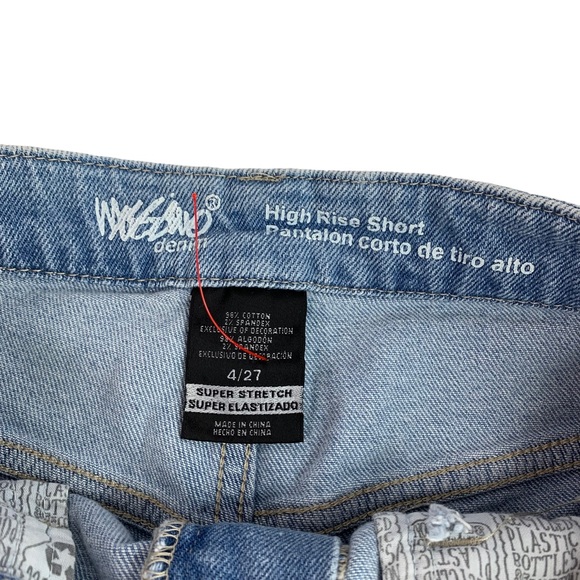 MOSSIMO®
denim
High Rise Short
Pantalon corto de tiro alto
98% COTTON
2% SPANDEX
EXCLUSIVE OF DECORATION
98% ALGODÓN
2% SPANDEX
EXCLUSIVO DE DECORACIÓN
4/27
SUPER STRETCH
SUPER ELASTIZADO
MADE IN CHINA
HECHO EN CHINA
PLASTIC
BOTTLES